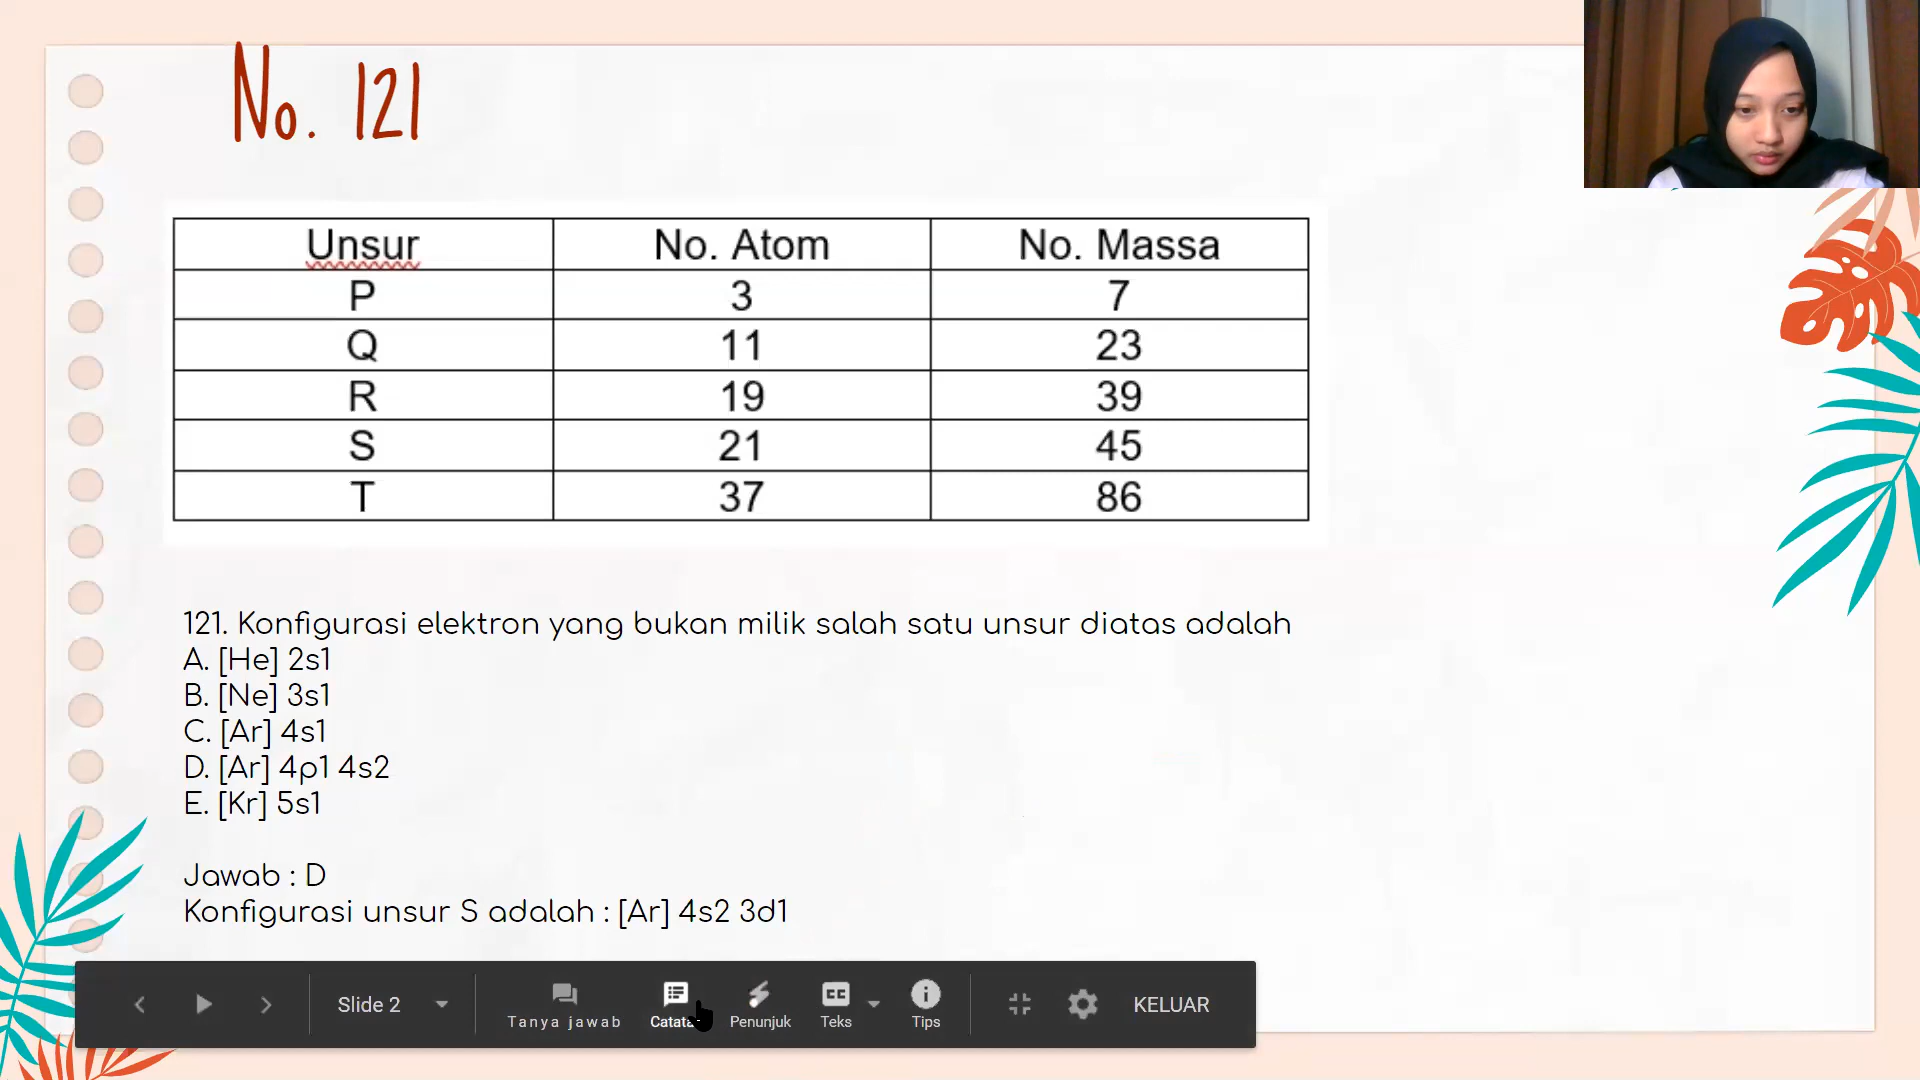 No. 121
Unsur No. Atom No. Massa
P 3 7
Q 11 23
R 19 39
S 21 45
T 37 86
121. Konfigurasi elektron yang bukan milik salah satu unsur diatas adalah
A. [He] 2s1
B. [Ne] 3s1
C. [Ar] 4s1
D. [Ar] 4p1 4s2
E. [Kr] 5s1
Jawab : D
Konfigurasi unsur S adalah : [Ar] 4s2 3d1
Slide 2
Tanya jawab
Penunjuk
Teks
Tips
KELUAR